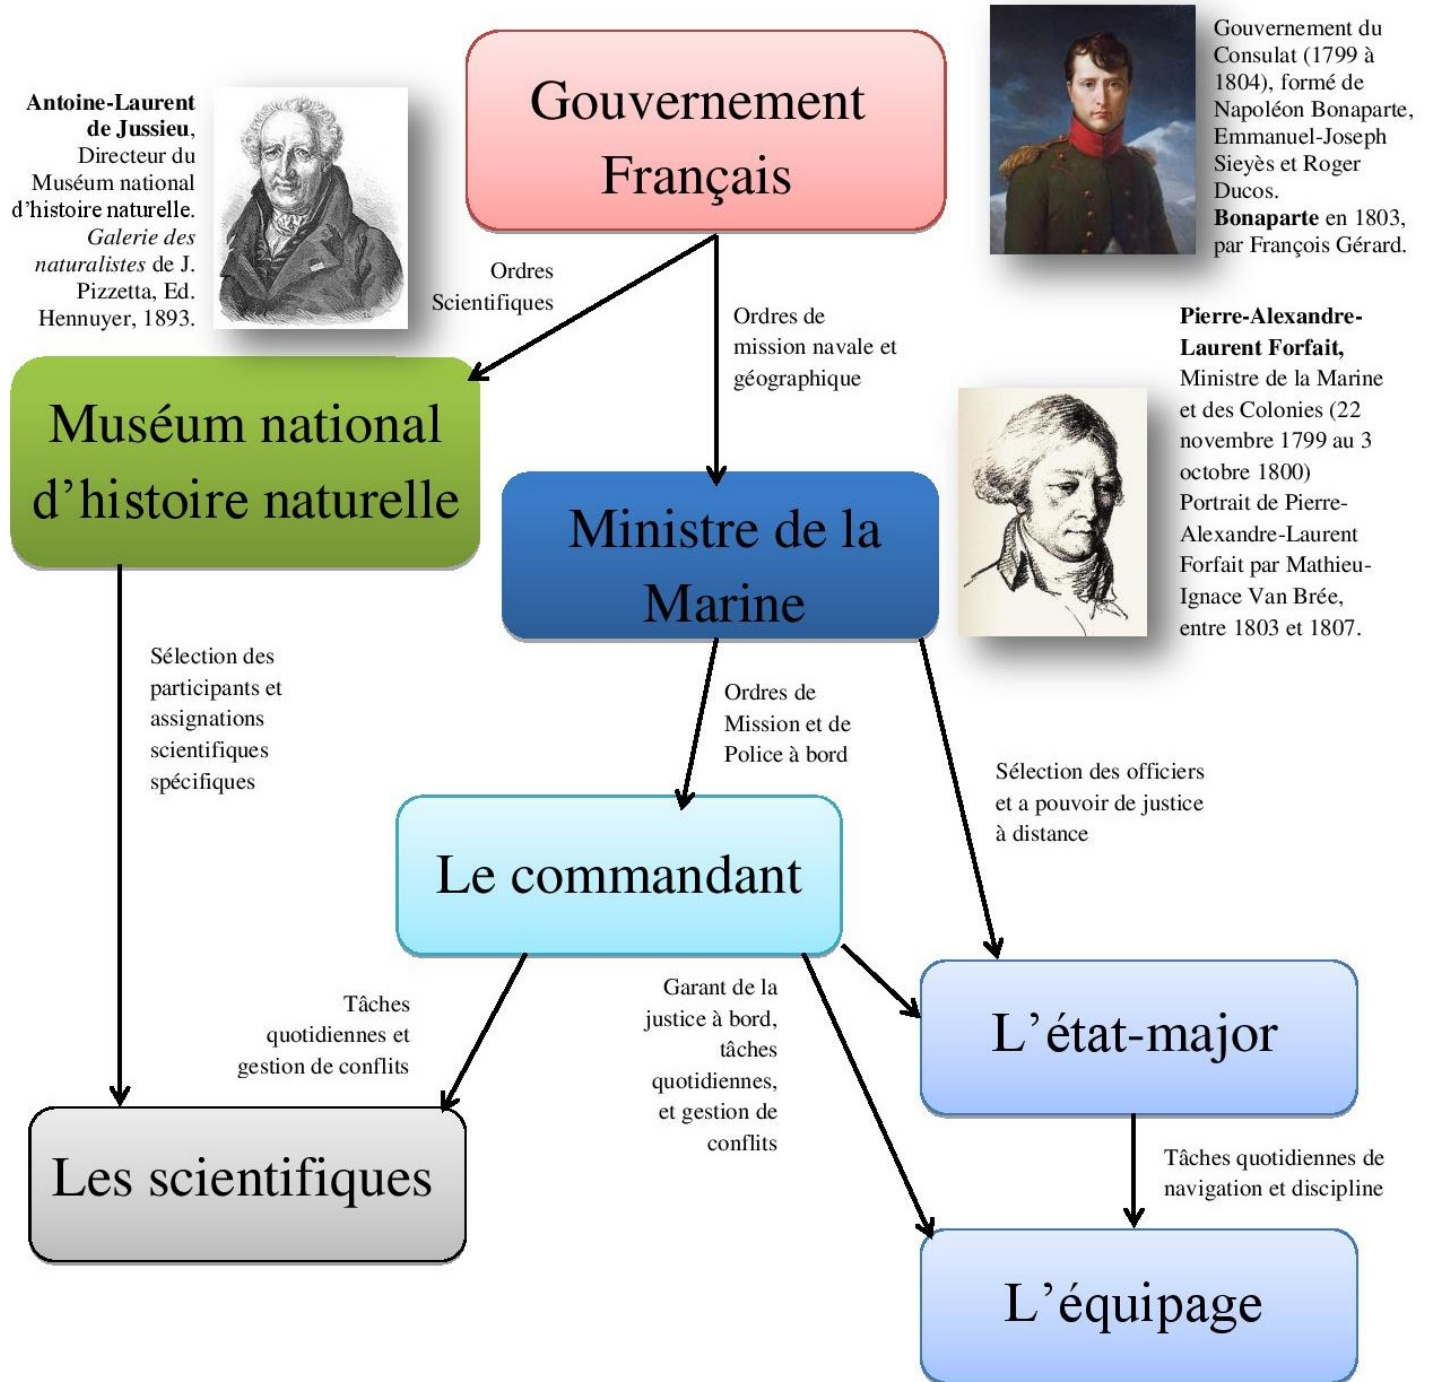 Gouvernement
Français
Antoine-Laurent
de Jussieu,
Directeur du
Muséum national
d'histoire naturelle.
Galerie des
naturalistes de J.
Pizzetta, Ed.
Hennuyer, 1893.
Gouvernement du
Consulat (1799 à
1804), formé de
Napoléon Bonaparte,
Emmanuel-Joseph
Sieyès et Roger
Ducos.
Bonaparte en 1803,
par François Gérard.
Ordres
Scientifiques
Ordres de
mission navale et
géographique
Pierre-Alexandre-
Laurent Forfait,
Ministre de la Marine
et des Colonies (22
novembre 1799 au 3
octobre 1800)
Portrait de Pierre-
Alexandre-Laurent
Forfait par Mathieu-
Ignace Van Brée,
entre 1803 et 1807.
Muséum national
d'histoire naturelle
Ministre de la
Marine
Sélection des
participants et
assignations
scientifiques
spécifiques
Ordres de
Mission et de
Police à bord
Sélection des officiers
et a pouvoir de justice
à distance
Le commandant
Tâches
quotidiennes et
gestion de conflits
Garant de la
justice à bord,
tâches
quotidiennes,
et gestion de
conflits
L'état-major
Les scientifiques
Tâches quotidiennes de
navigation et discipline
L'équipage